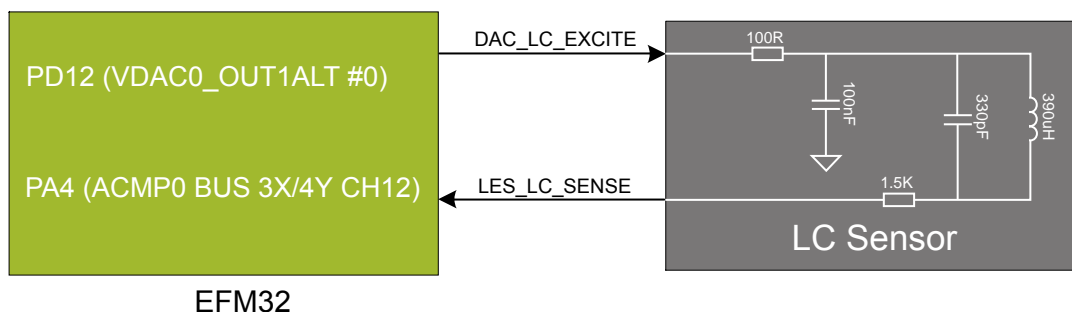 DAC_LC_EXCITE
PD12 (VDAC0_OUT1ALT #0)
100R
100nF
330pF
390uH
PA4 (ACMP0 BUS 3X/4Y CH12)
LES_LC_SENSE
1.5K
LC Sensor
EFM32